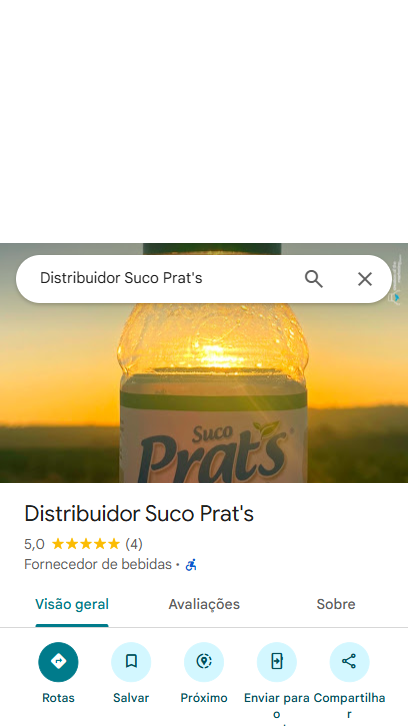 Distribuidor Suco Prat's
Suco
Prat's
Distribuidor Suco Prat's
5,0 (4)
Fornecedor de bebidas ·
Visão geral Avaliações Sobre
Rotas Salvar Próximo Enviar para o Compartilhar